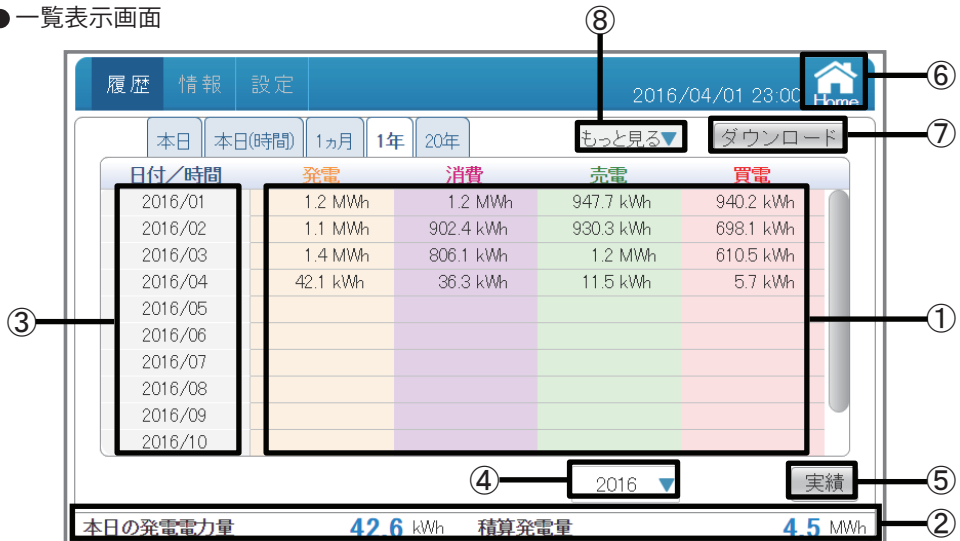 ● 一覧表示画面
⑧
履歴 情報 設定 2016/04/01 23:00 Home ⑥
本日 本日(時間) 1ヵ月 1年 20年 もっと見る▼ ダウンロード ⑦
日付／時間 発電 消費 売電 買電
2016/01 1.2 MWh 1.2 MWh 947.7 kWh 940.2 kWh
2016/02 1.1 MWh 902.4 kWh 930.3 kWh 698.1 kWh
2016/03 1.4 MWh 806.1 kWh 1.2 MWh 610.5 kWh
2016/04 42.1 kWh 36.3 kWh 11.5 kWh 5.7 kWh
③ 2016/05 ①
2016/06
2016/07
2016/08
2016/09
2016/10
④ 2016 ▼ 実績 ⑤
本日の発電電力量 42.6 kWh 積算発電量 4.5 MWh ②